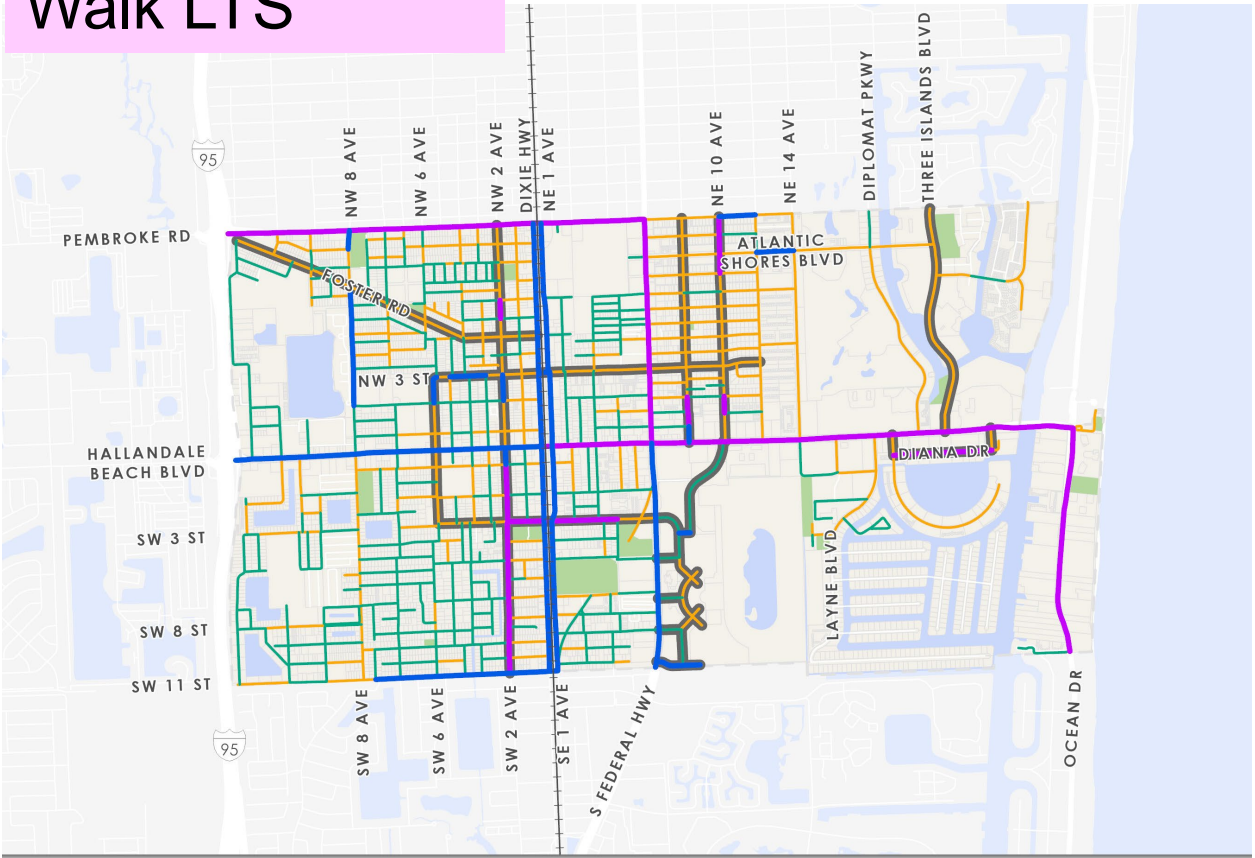 Walk LTS
THREE ISLANDS BLVD
DIPLOMAT PKWY
NE 14 AVE
NE 10 AVE
NE 1 AVE
DIXIE HWY
NW 2 AVE
NW 6 AVE
NW 8 AVE
95
PEMBROKE RD
ATLANTIC
SHORES BLVD
FOSTER RD
NW 3 ST
HALLANDALE
BEACH BLVD
DIANA DR
SW 3 ST
LAYNE BLVD
SW 8 ST
SW 11 ST
SW 8 AVE
SW 6 AVE
SW 2 AVE
SE 1 AVE
S FEDERAL HWY
OCEAN DR
95